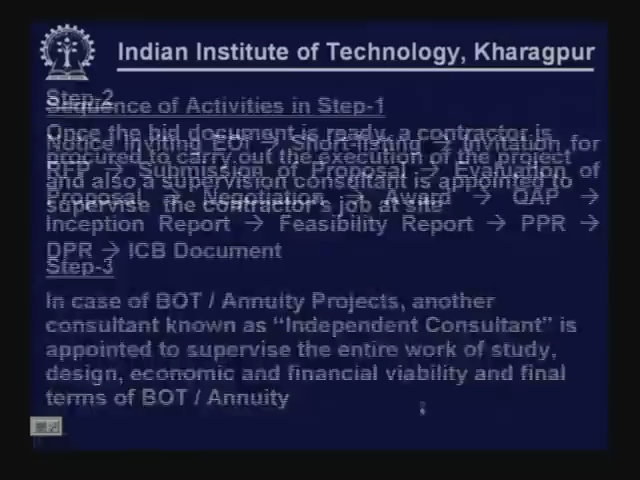 Indian Institute of Technology, Kharagpur
Step-2
Sequence of Activities in Step-1
Once the bid document is ready, a contractor is
Notice Inviting EOI → Short-listing → Invitation for
procured to carry out the execution of the project
RFP → Submission of Proposal → Evaluation of
and also a supervision consultant is appointed to
Proposal → Negotiation → Award → QAP →
supervise the contractor's job at site
Inception Report → Feasibility Report → PPR →
DPR → ICB Document
Step-3
In case of BOT / Annuity Projects, another
consultant known as “Independent Consultant” is
appointed to supervise the entire work of study,
design, economic and financial viability and final
terms of BOT / Annuity